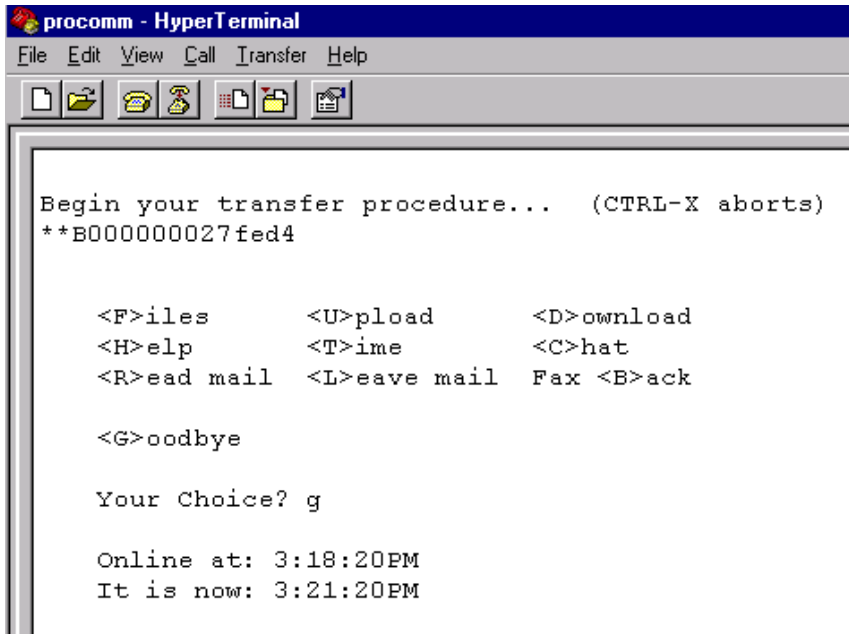 procomm - HyperTerminal
File Edit View Call Transfer Help
Begin your transfer procedure... (CTRL-X aborts)
**B000000027fed4
<F>iles <U>pload <D>ownload
<H>elp <T>ime <C>hat
<R>ead mail <L>eave mail Fax <B>ack
<G>oodbye
Your Choice? g
Online at: 3:18:20PM
It is now: 3:21:20PM